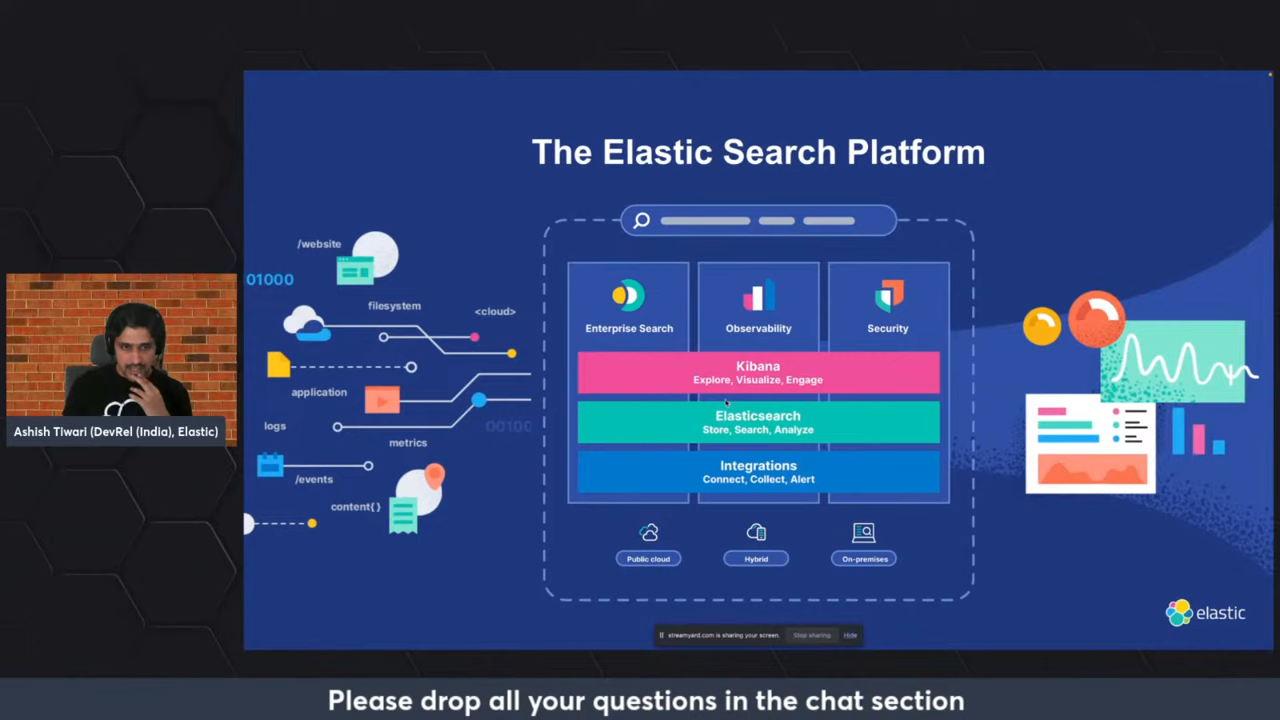 The Elastic Search Platform
/website
01000
filesystem
<cloud>
application
logs
00100
metrics
/events
content{}
Enterprise Search
Observability
Security
Kibana
Explore, Visualize, Engage
Elasticsearch
Store, Search, Analyze
Integrations
Connect, Collect, Alert
Public cloud
Hybrid
On-premises
elastic
streamyard.com is sharing your screen.
Stop sharing
Hide
Ashish Tiwari (DevRel (India), Elastic)
Please drop all your questions in the chat section